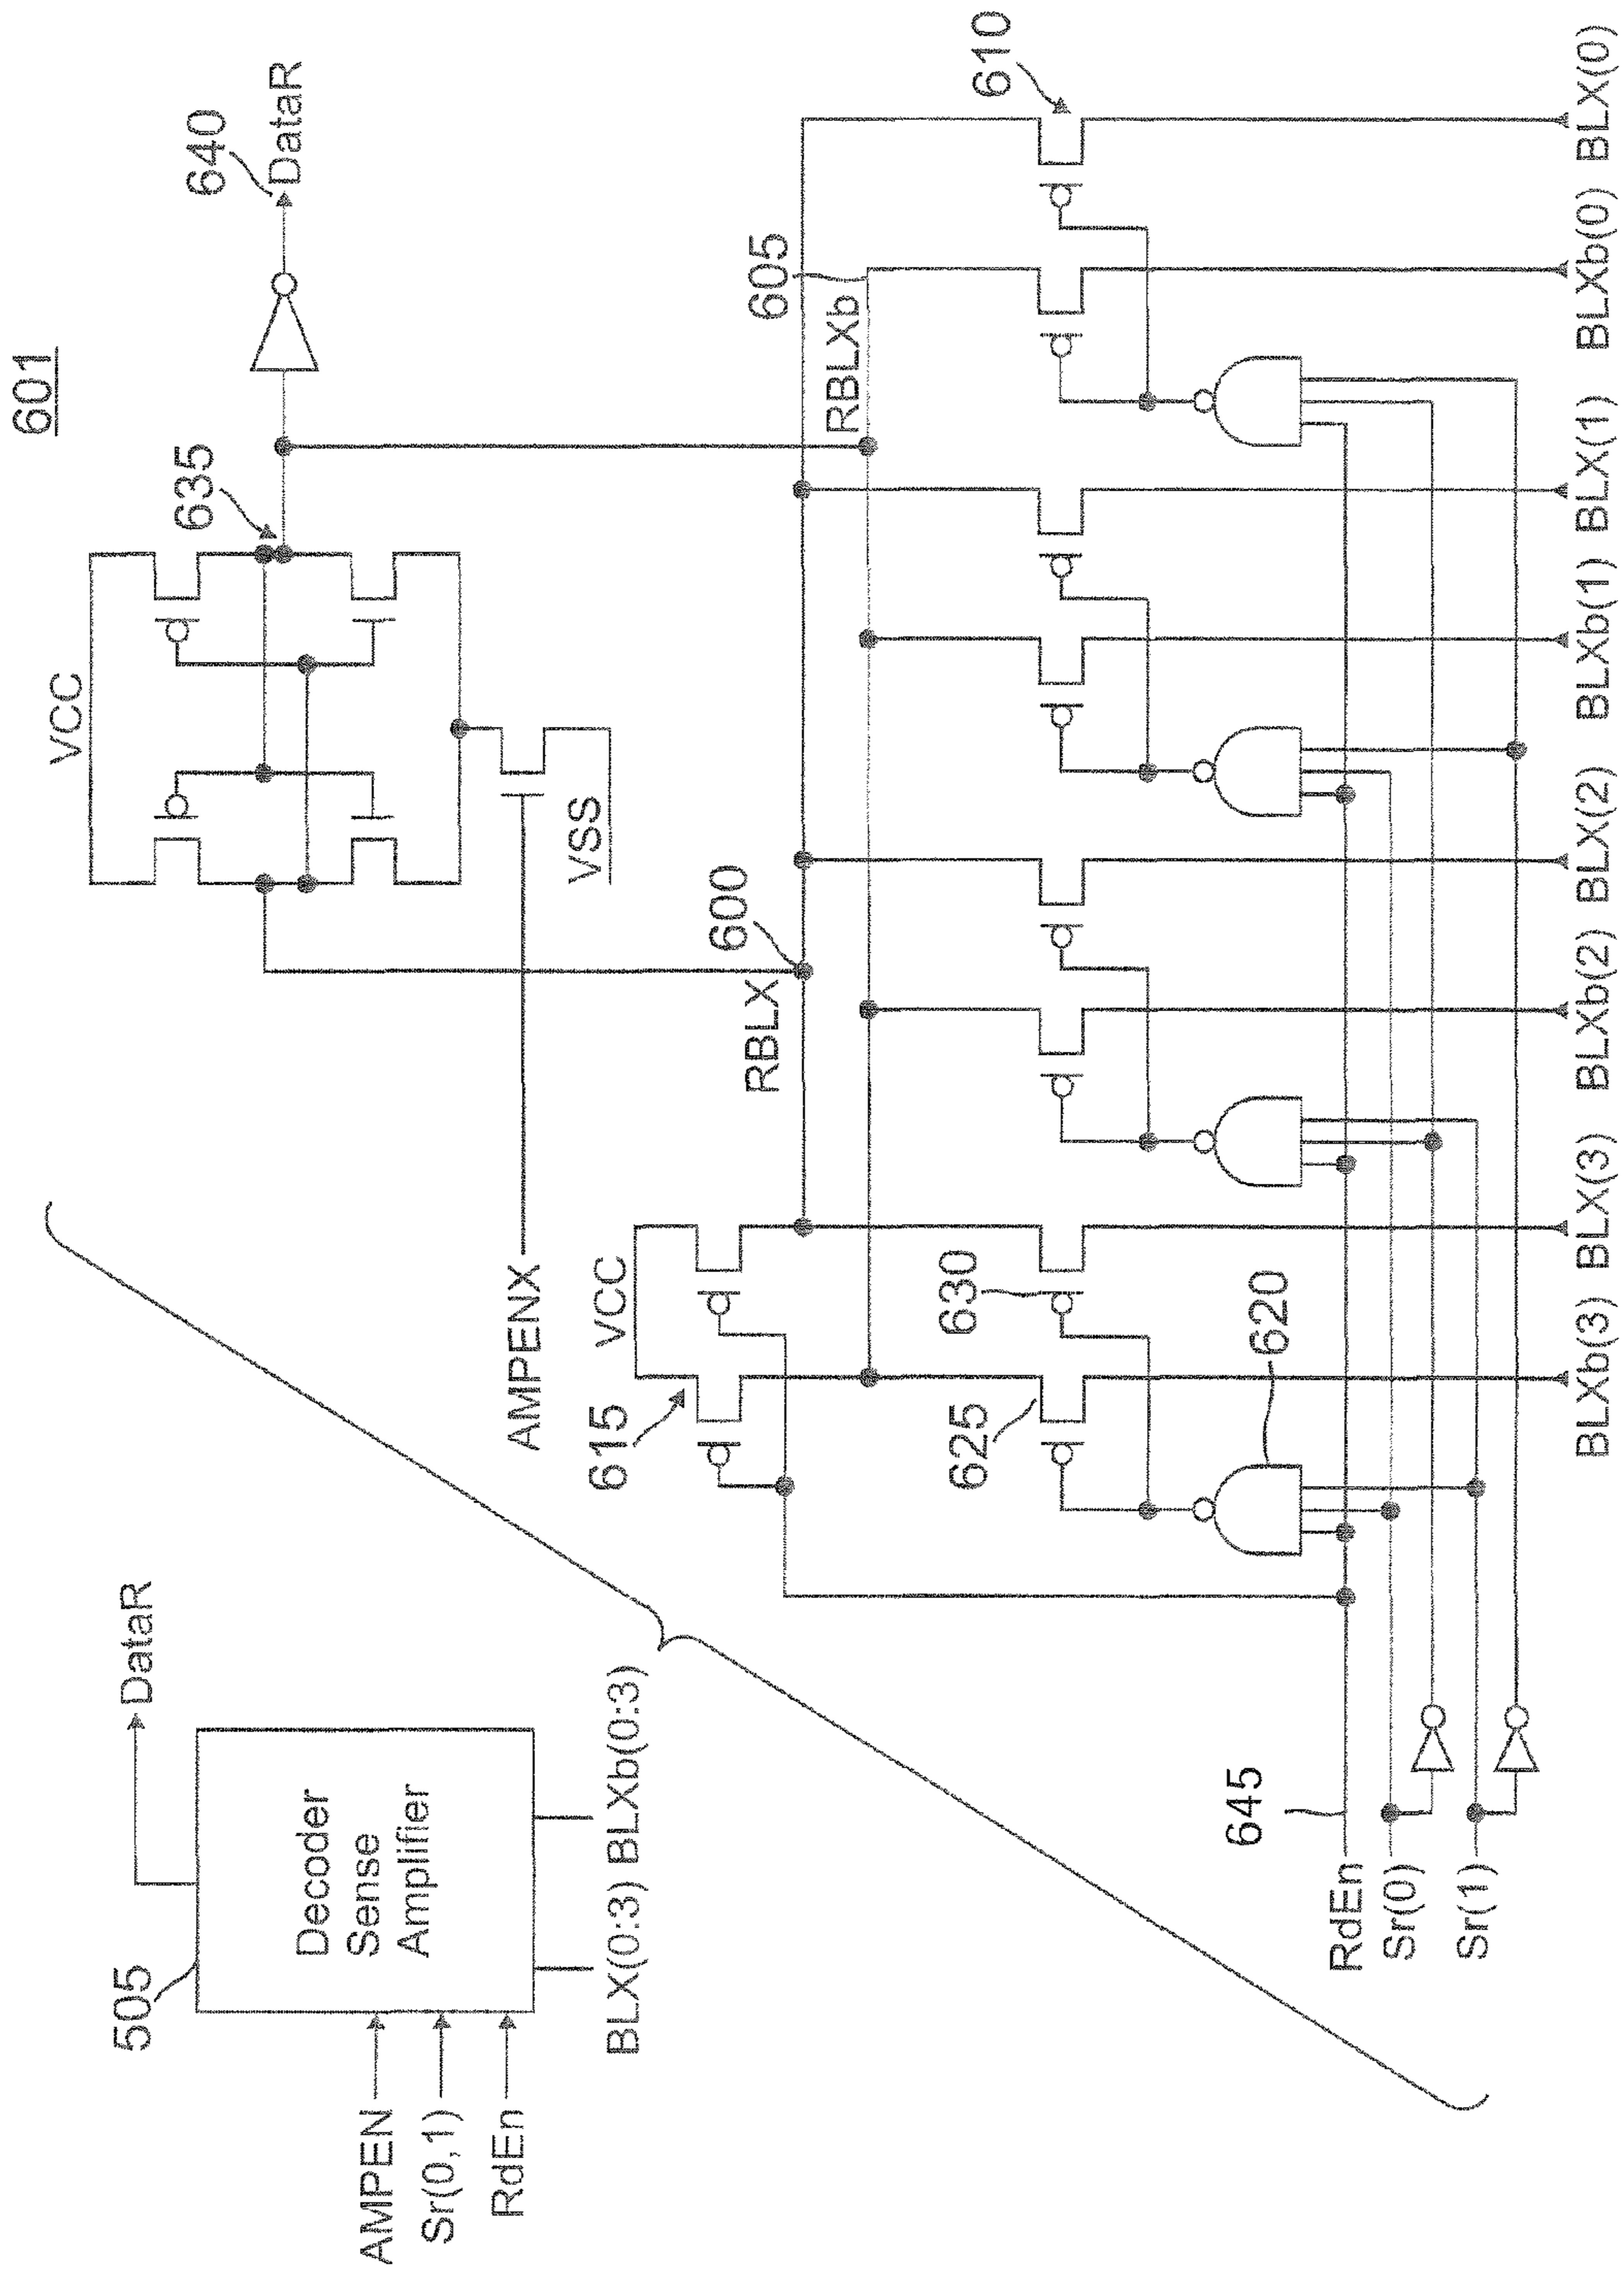 601
505
Decoder
Sense
Amplifier
DataR
AMPEN
Sr(0,1)
RdEn
BLX(0:3) BLXb(0:3)
VCC
635
640
DataR
AMPENX
VSS
VCC
615
RBLX
600
RBLXb
605
610
625
630
620
645
RdEn
Sr(0)
Sr(1)
BLXb(3)
BLX(3)
BLXb(2)
BLX(2)
BLXb(1)
BLX(1)
BLXb(0)
BLX(0)